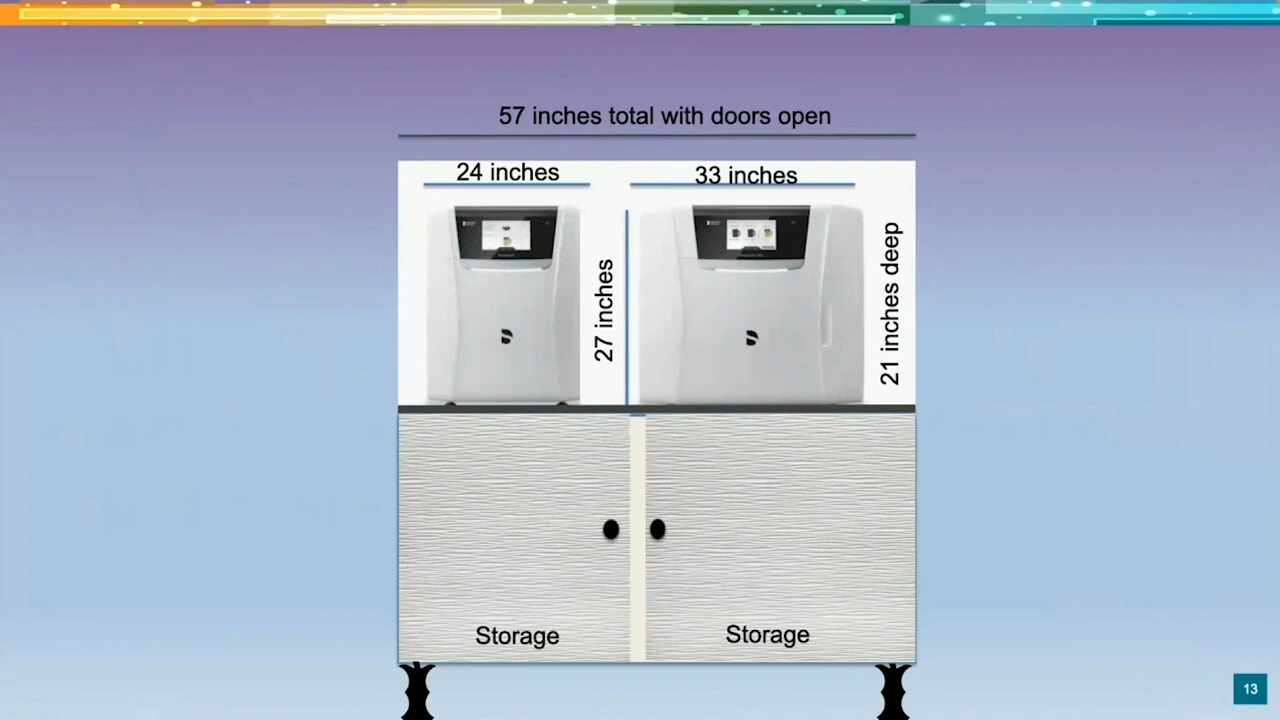 57 inches total with doors open
24 inches
33 inches
27 inches
21 inches deep
Storage
Storage
13